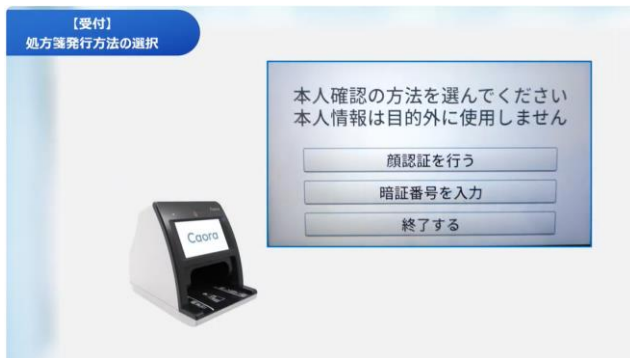 【受付】
処方箋発行方法の選択
本人確認の方法を選んでください
本人情報は目的外に使用しません
顔認証を行う
暗証番号を入力
終了する
Caora